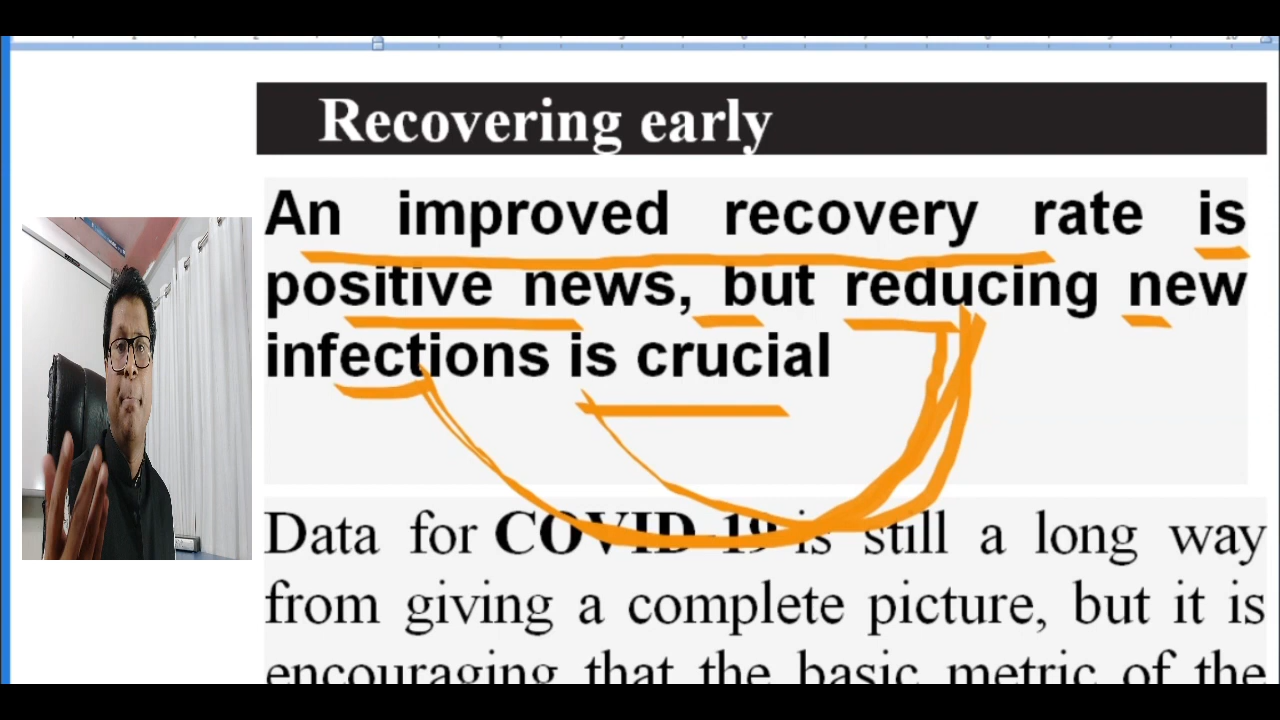 Recovering early
An improved recovery rate is
positive news, but reducing new
infections is crucial
Data for COVID-19 is still a long way
from giving a complete picture, but it is
encouraging that the basic metric of the